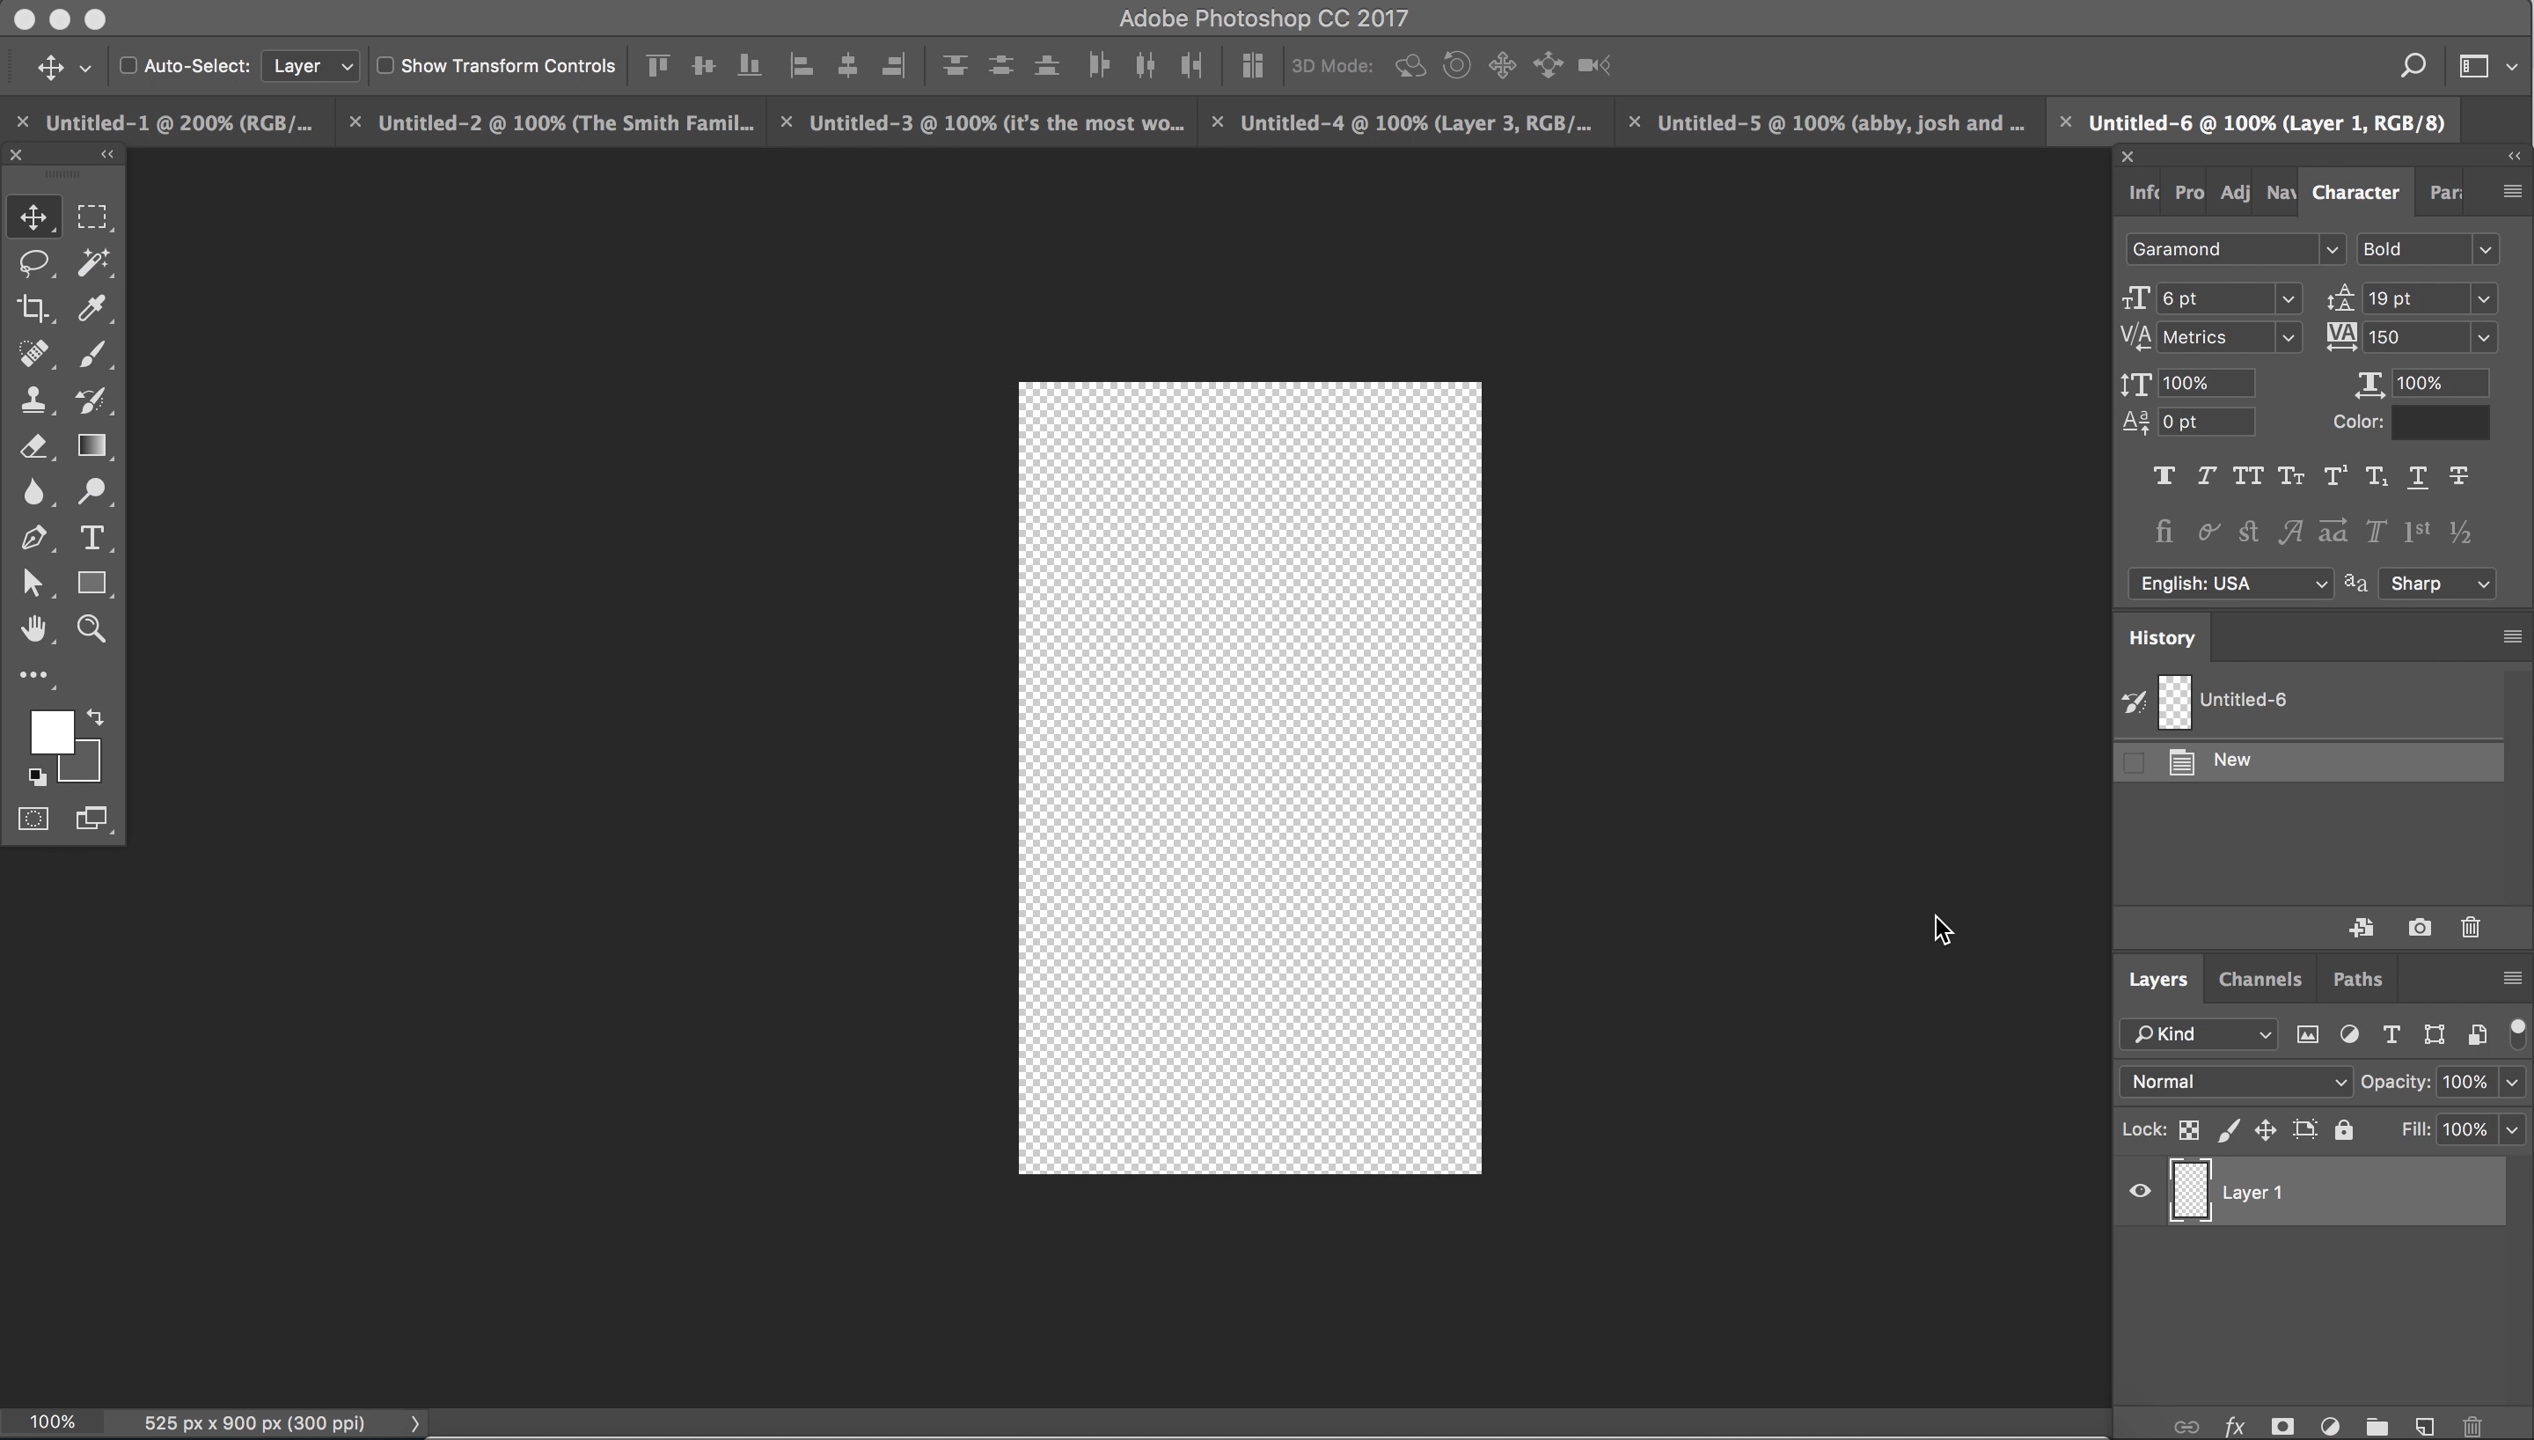 Adobe Photoshop CC 2017
Auto-Select: Layer Show Transform Controls 3D Mode:
Untitled-1 @ 200% (RGB/... Untitled-2 @ 100% (The Smith Famil... Untitled-3 @ 100% (it's the most wo... Untitled-4 @ 100% (Layer 3, RGB/... Untitled-5 @ 100% (abby, josh and ... Untitled-6 @ 100% (Layer 1, RGB/8)
Info Pro Adj Nav Character Para
Garamond Bold
6 pt 19 pt
Metrics 150
100% 100%
0 pt Color:
English: USA Sharp
History
Untitled-6
New
Layers Channels Paths
Kind
Normal Opacity: 100%
Lock: Fill: 100%
Layer 1
100% 525 px x 900 px (300 ppi)